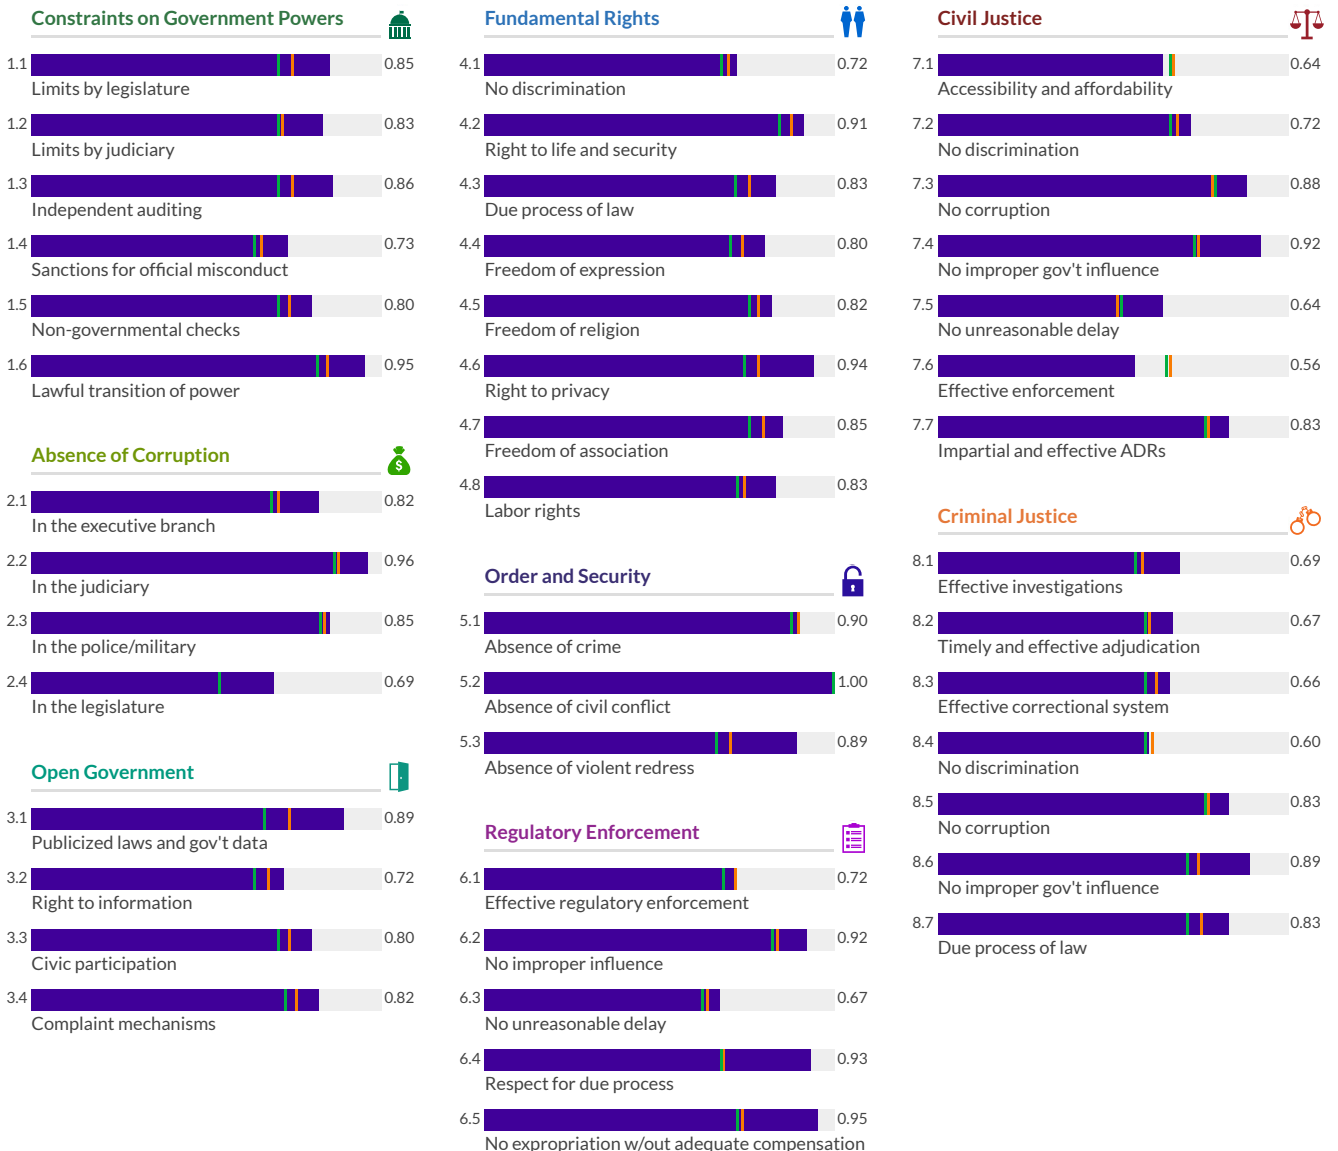 Constraints on Government Powers
1.1 0.85
Limits by legislature
1.2 0.83
Limits by judiciary
1.3 0.86
Independent auditing
1.4 0.73
Sanctions for official misconduct
1.5 0.80
Non-governmental checks
1.6 0.95
Lawful transition of power
Absence of Corruption
$
2.1 0.82
In the executive branch
2.2 0.96
In the judiciary
2.3 0.85
In the police/military
2.4 0.69
In the legislature
Open Government
3.1 0.89
Publicized laws and gov't data
3.2 0.72
Right to information
3.3 0.80
Civic participation
3.4 0.82
Complaint mechanisms
Fundamental Rights
4.1 0.72
No discrimination
4.2 0.91
Right to life and security
4.3 0.83
Due process of law
4.4 0.80
Freedom of expression
4.5 0.82
Freedom of religion
4.6 0.94
Right to privacy
4.7 0.85
Freedom of association
4.8 0.83
Labor rights
Order and Security
5.1 0.90
Absence of crime
5.2 1.00
Absence of civil conflict
5.3 0.89
Absence of violent redress
Regulatory Enforcement
6.1 0.72
Effective regulatory enforcement
6.2 0.92
No improper influence
6.3 0.67
No unreasonable delay
6.4 0.93
Respect for due process
6.5 0.95
No expropriation w/out adequate compensation
Civil Justice
7.1 0.64
Accessibility and affordability
7.2 0.72
No discrimination
7.3 0.88
No corruption
7.4 0.92
No improper gov't influence
7.5 0.64
No unreasonable delay
7.6 0.56
Effective enforcement
7.7 0.83
Impartial and effective ADRs
Criminal Justice
8.1 0.69
Effective investigations
8.2 0.67
Timely and effective adjudication
8.3 0.66
Effective correctional system
8.4 0.60
No discrimination
8.5 0.83
No corruption
8.6 0.89
No improper gov't influence
8.7 0.83
Due process of law